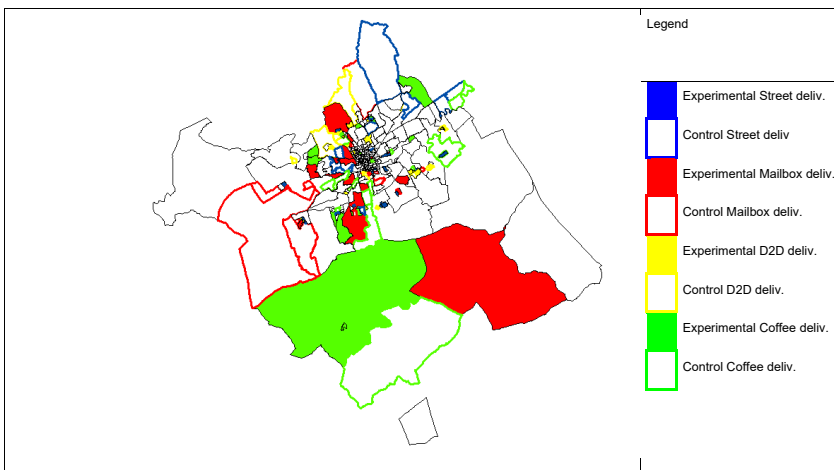 Legend
Experimental Street deliv.
Control Street deliv
Experimental Mailbox deliv.
Control Mailbox deliv.
Experimental D2D deliv.
Control D2D deliv.
Experimental Coffee deliv.
Control Coffee deliv.